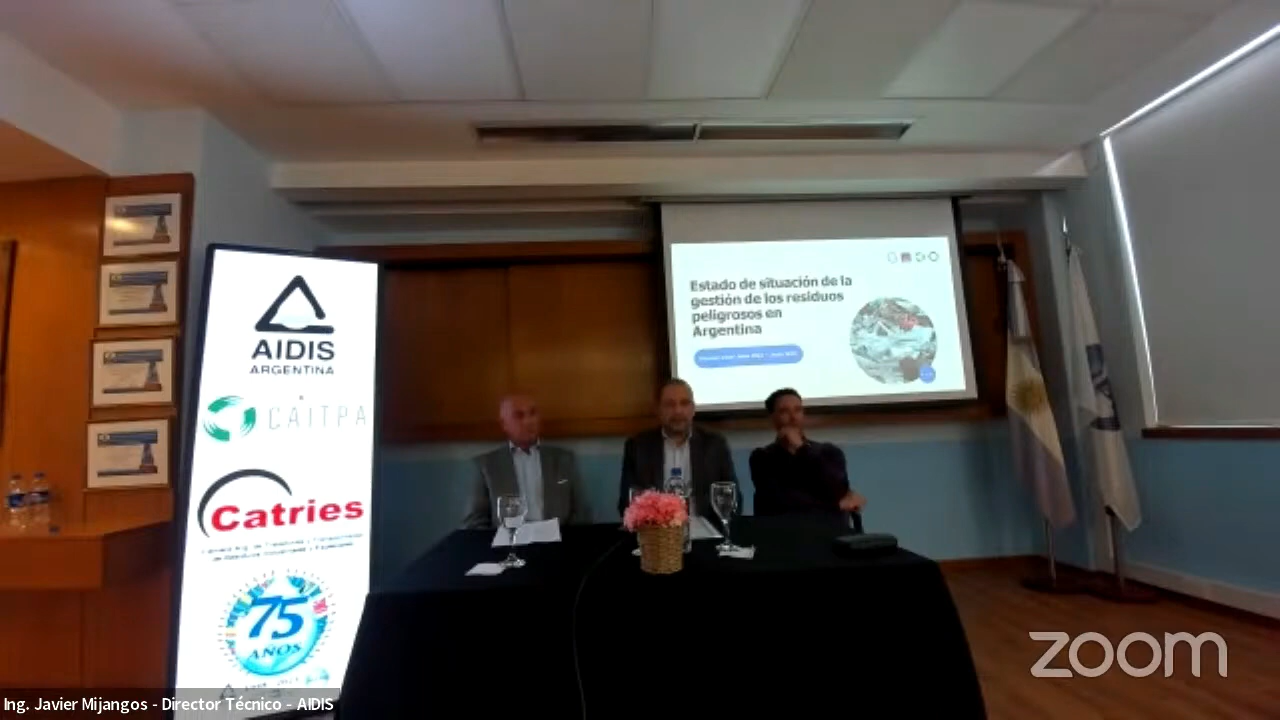 AIDIS
ARGENTINA
CAITPA
Catries
75
AÑOS
Estado de situación de la
gestión de los residuos
peligrosos en
Argentina
zoom
Ing. Javier Mijangos - Director Técnico - AIDIS